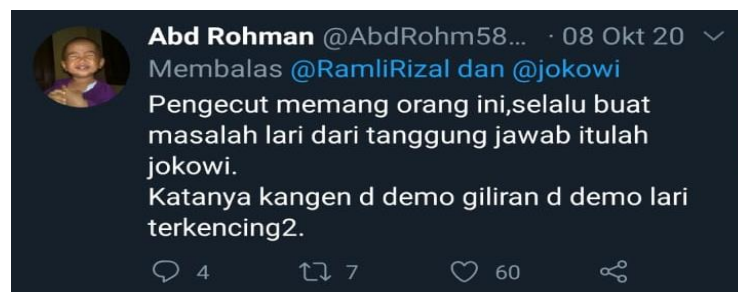 Abd Rohman @AbdRohm58... · 08 Okt 20
Membalas @RamliRizal dan @jokowi
Pengecut memang orang ini,selalu buat
masalah lari dari tanggung jawab itulah
jokowi.
Katanya kangen d demo giliran d demo lari
terkencing2.
4 7 60